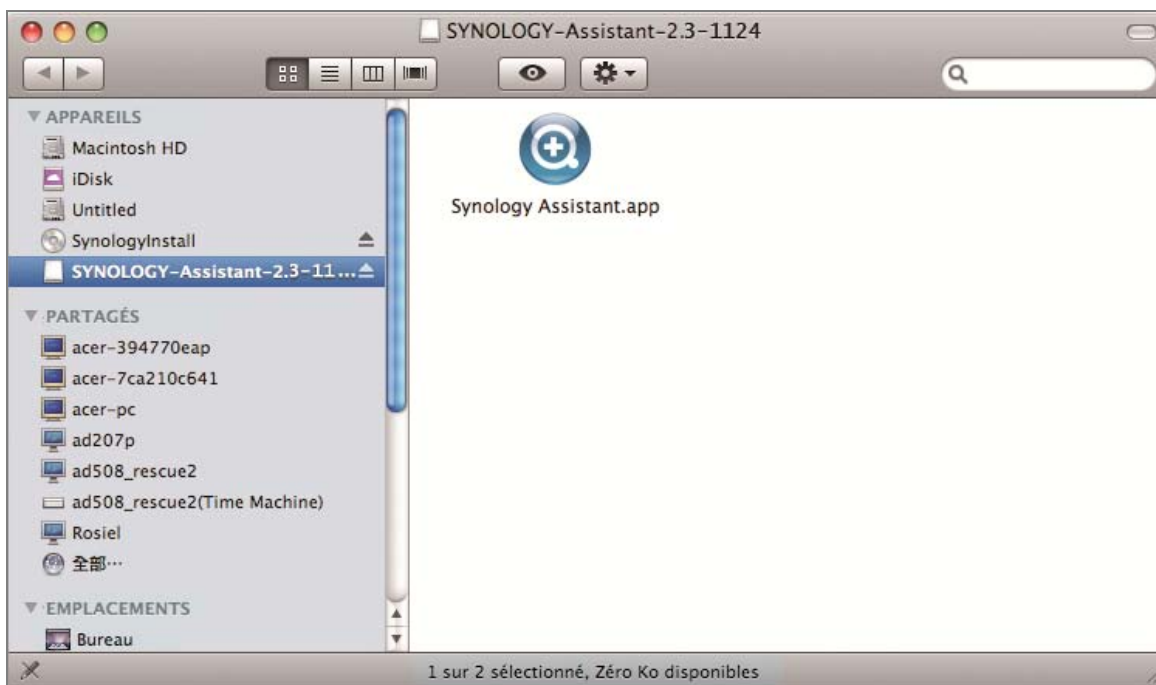 SYNOLOGY-Assistant-2.3-1124
APPAREILS
Macintosh HD
iDisk
Untitled
SynologyInstall
SYNOLOGY-Assistant-2.3-11...
PARTAGÉS
acer-394770eap
acer-7ca210c641
acer-pc
ad207p
ad508_rescue2
ad508_rescue2(Time Machine)
Rosiel
全部…
EMPLACEMENTS
Bureau
Synology Assistant.app
1 sur 2 sélectionné, Zéro Ko disponibles